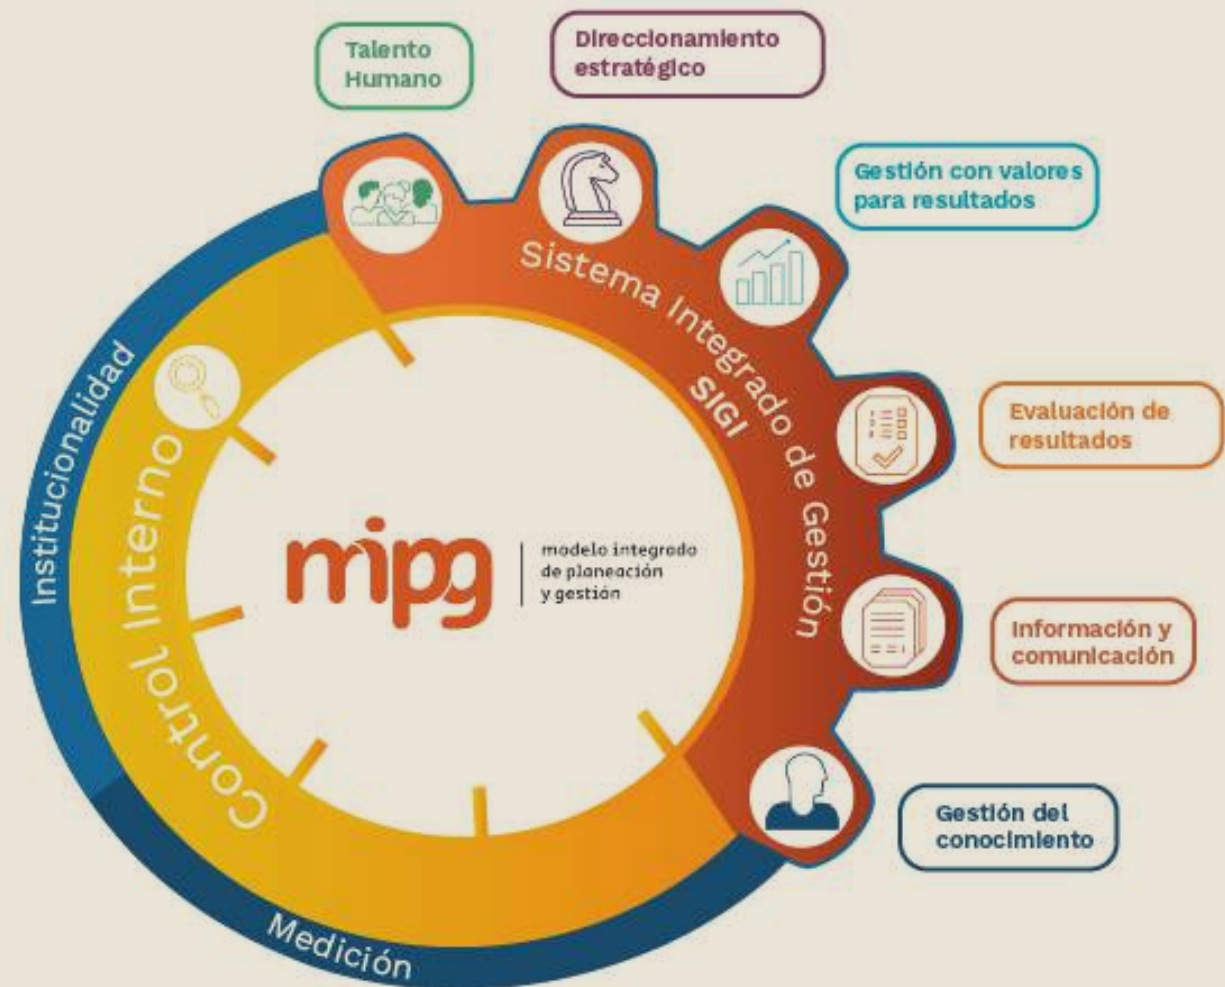 Talento
Humano
Direccionamiento
estratégico
Gestión con valores
para resultados
Sistema Integrado de Gestión
SIGI
Evaluación de
resultados
Institucionalidad
Control Interno
mipg
modelo integrado
de planeación
y gestión
Información y
comunicación
Gestión del
conocimiento
Medición